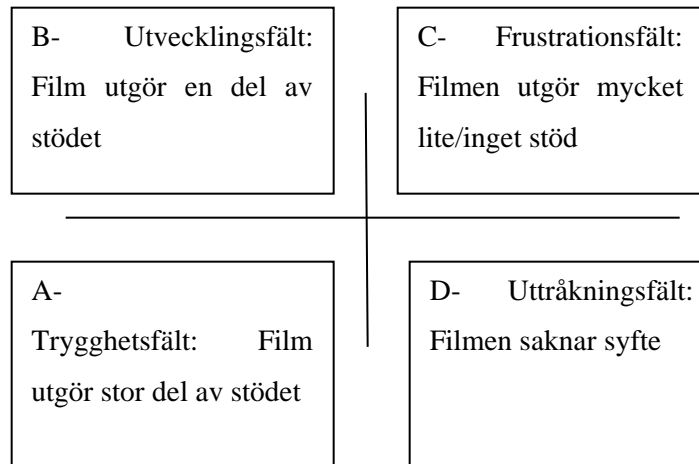 B- Utvecklingsfält:
Film utgör en del av
stödet
C- Frustrationsfält:
Filmen utgör mycket
lite/inget stöd
A-
Trygghetsfält: Film
utgör stor del av stödet
D- Uttråkningsfält:
Filmen saknar syfte